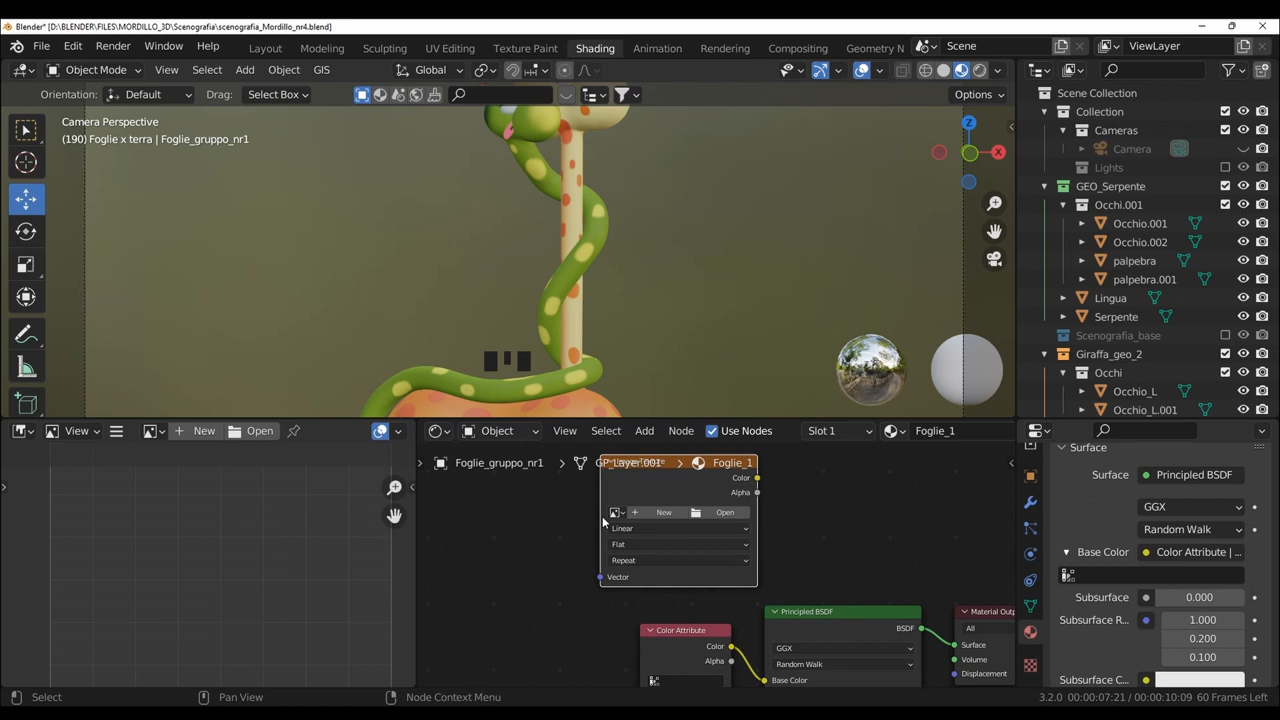 Blender* [D:\BLENDER\FILES\MORDILLO_3D\Scenografia\scenografia_Mordillo_nr4.blend]
File Edit Render Window Help Layout Modeling Sculpting UV Editing Texture Paint Shading Animation Rendering Compositing Geometry N Scene ViewLayer
Object Mode View Select Add Object GIS Global
Orientation: Default Drag: Select Box Options
Camera Perspective
(190) Foglie x terra | Foglie_gruppo_nr1
Z
X
Scene Collection
Collection
Cameras
Camera
Lights
GEO_Serpente
Occhi.001
Occhio.001
Occhio.002
palpebra
palpebra.001
Lingua
Serpente
Scenografia_base
Giraffa_geo_2
Occhi
Occhio_L
Occhio_L.001
View New Open
Object View Select Add Node Use Nodes Slot 1 Foglie_1
Foglie_gruppo_nr1 > GP_Layer.001 > Foglie_1
Color
Alpha
New Open
Linear
Flat
Repeat
Vector
Color Attribute
Color
Alpha
Principled BSDF
BSDF
GGX
Random Walk
Base Color
Material Outp
All
Surface
Volume
Displacement
Surface
Surface Principled BSDF
GGX
Random Walk
Base Color Color Attribute | ...
Subsurface 0.000
Subsurface R... 1.000
0.200
0.100
Subsurface C...
Select Pan View Node Context Menu 3.2.0 00:00:07:21 / 00:00:10:09 60 Frames Left